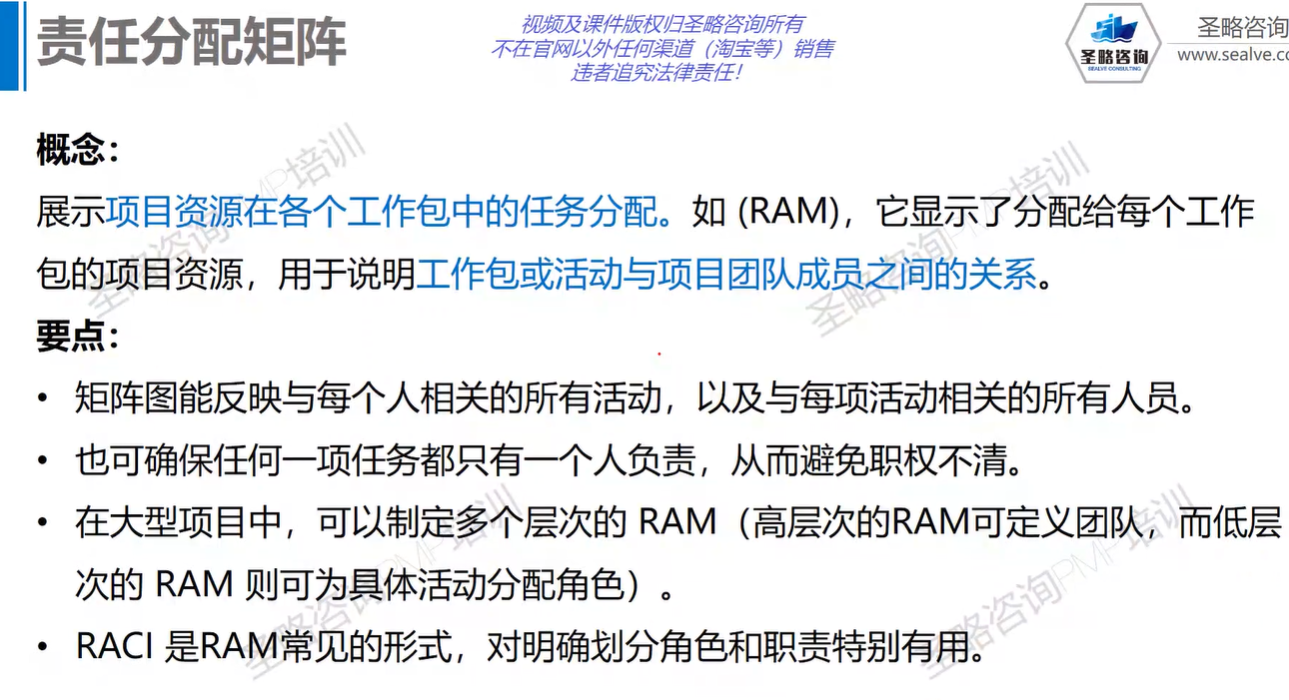 责任分配矩阵
视频及课件版权归圣略咨询所有
不在官网以外任何渠道（淘宝等）销售
违者追究法律责任！
圣略咨询
SEALVE CONSULTING
圣略咨询
www.sealve.co
概念：
展示项目资源在各个工作包中的任务分配。如 (RAM)，它显示了分配给每个工作
包的项目资源，用于说明工作包或活动与项目团队成员之间的关系。
要点：
• 矩阵图能反映与每个人相关的所有活动，以及与每项活动相关的所有人员。
• 也可确保任何一项任务都只有一个人负责，从而避免职权不清。
• 在大型项目中，可以制定多个层次的 RAM（高层次的RAM可定义团队，而低层
次的 RAM 则可为具体活动分配角色）。
• RACI 是RAM常见的形式，对明确划分角色和职责特别有用。
圣略咨询PMP培训
圣略咨询PMP培训
圣略咨询PMP培训
圣略咨询PMP培训